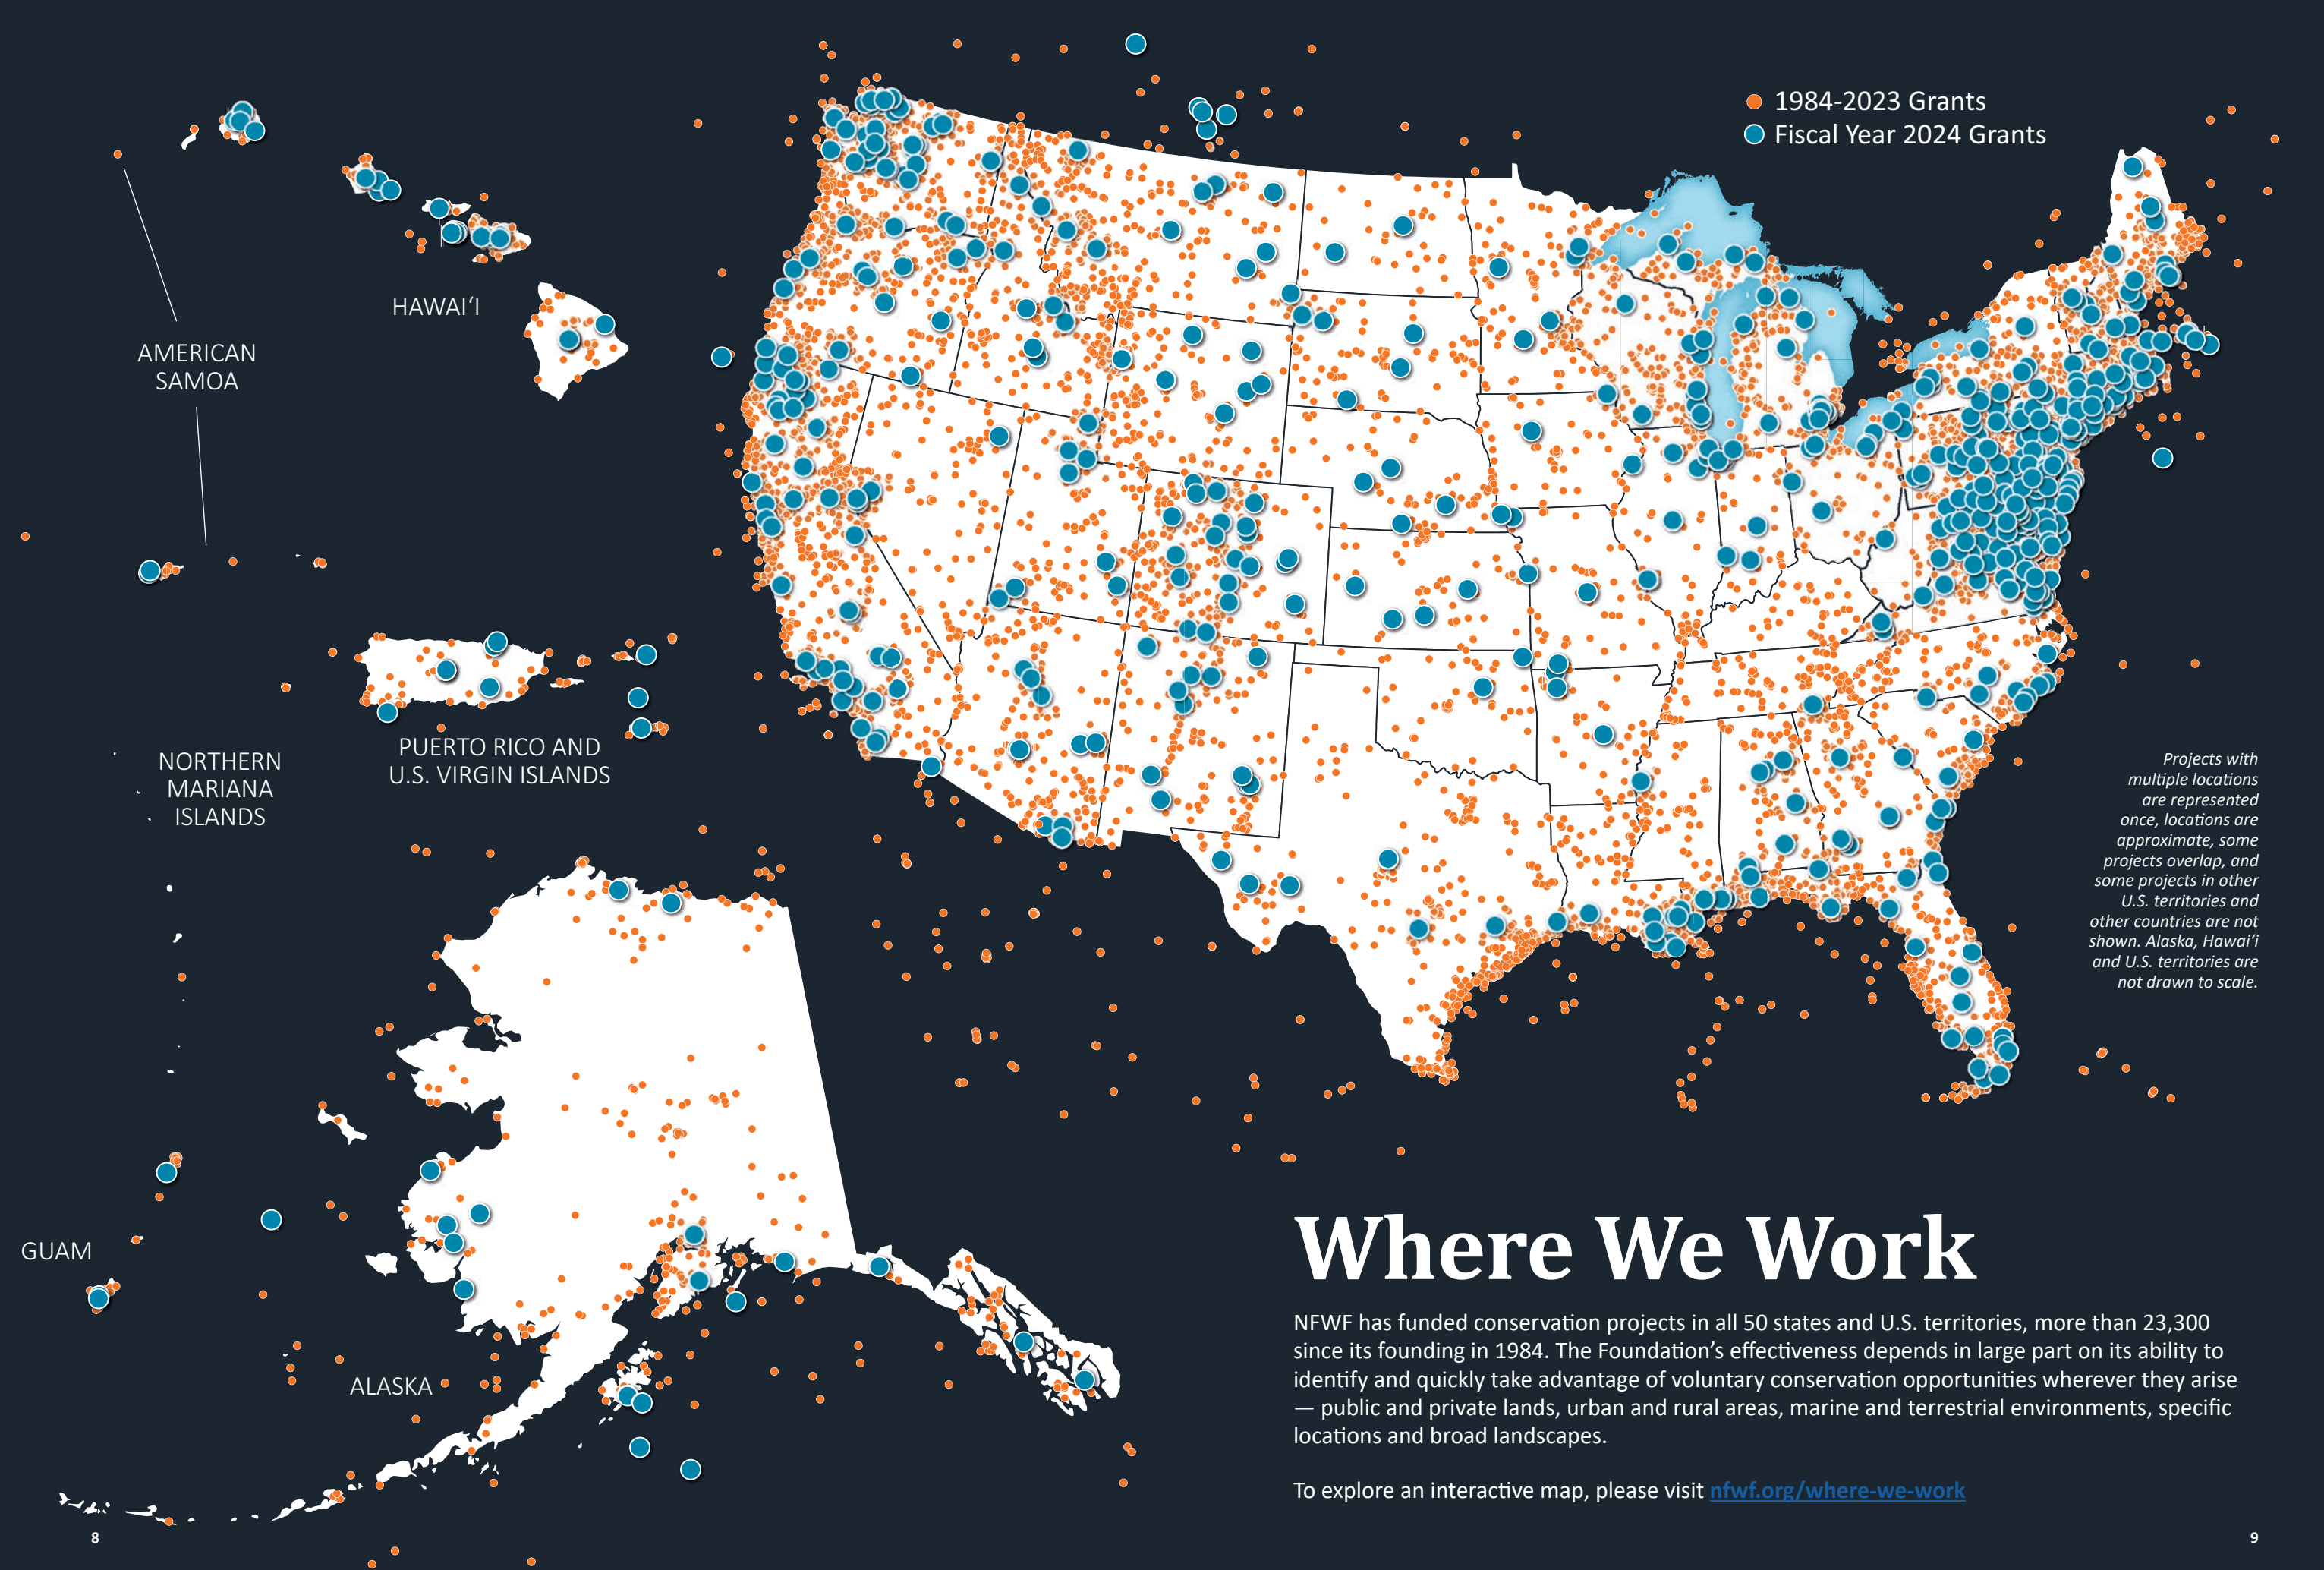 1984-2023 Grants
Fiscal Year 2024 Grants
HAWAIʻI
AMERICAN
SAMOA
PUERTO RICO AND
U.S. VIRGIN ISLANDS
NORTHERN
MARIANA
ISLANDS
Projects with
multiple locations
are represented
once, locations are
approximate, some
projects overlap, and
some projects in other
U.S. territories and
other countries are not
shown. Alaska, Hawaiʻi
and U.S. territories are
not drawn to scale.
GUAM
ALASKA
Where We Work
NFWF has funded conservation projects in all 50 states and U.S. territories, more than 23,300
since its founding in 1984. The Foundation’s effectiveness depends in large part on its ability to
identify and quickly take advantage of voluntary conservation opportunities wherever they arise
— public and private lands, urban and rural areas, marine and terrestrial environments, specific
locations and broad landscapes.
To explore an interactive map, please visit nfwf.org/where-we-work
8
9